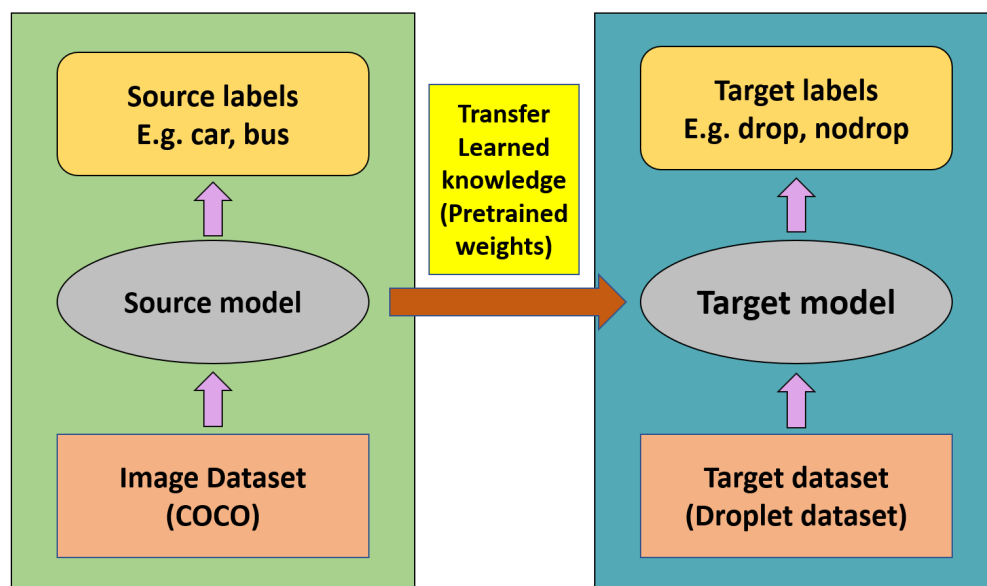 Source labels
E.g. car, bus
Source model
Image Dataset
(COCO)
Transfer
Learned
knowledge
(Pretrained
weights)
Target labels
E.g. drop, nodrop
Target model
Target dataset
(Droplet dataset)